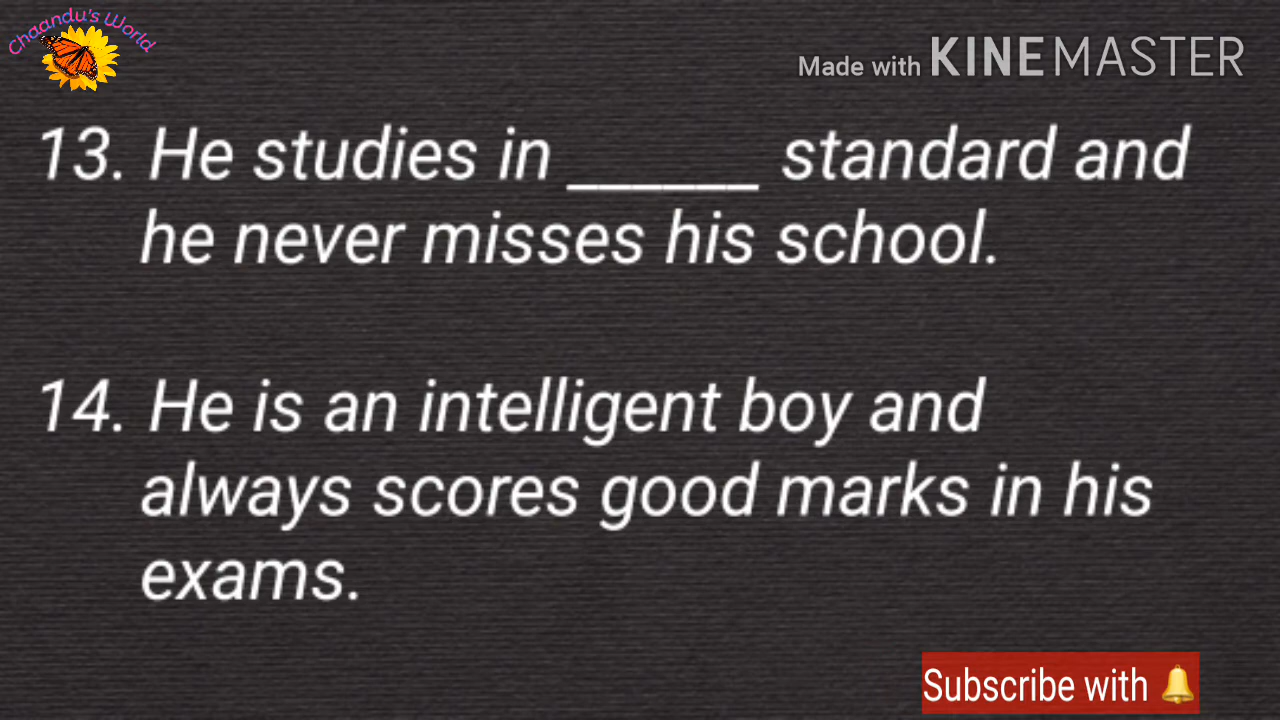 Chaandu's World
Made with KINEMASTER
13. He studies in ______ standard and
he never misses his school.
14. He is an intelligent boy and
always scores good marks in his
exams.
Subscribe with 🔔